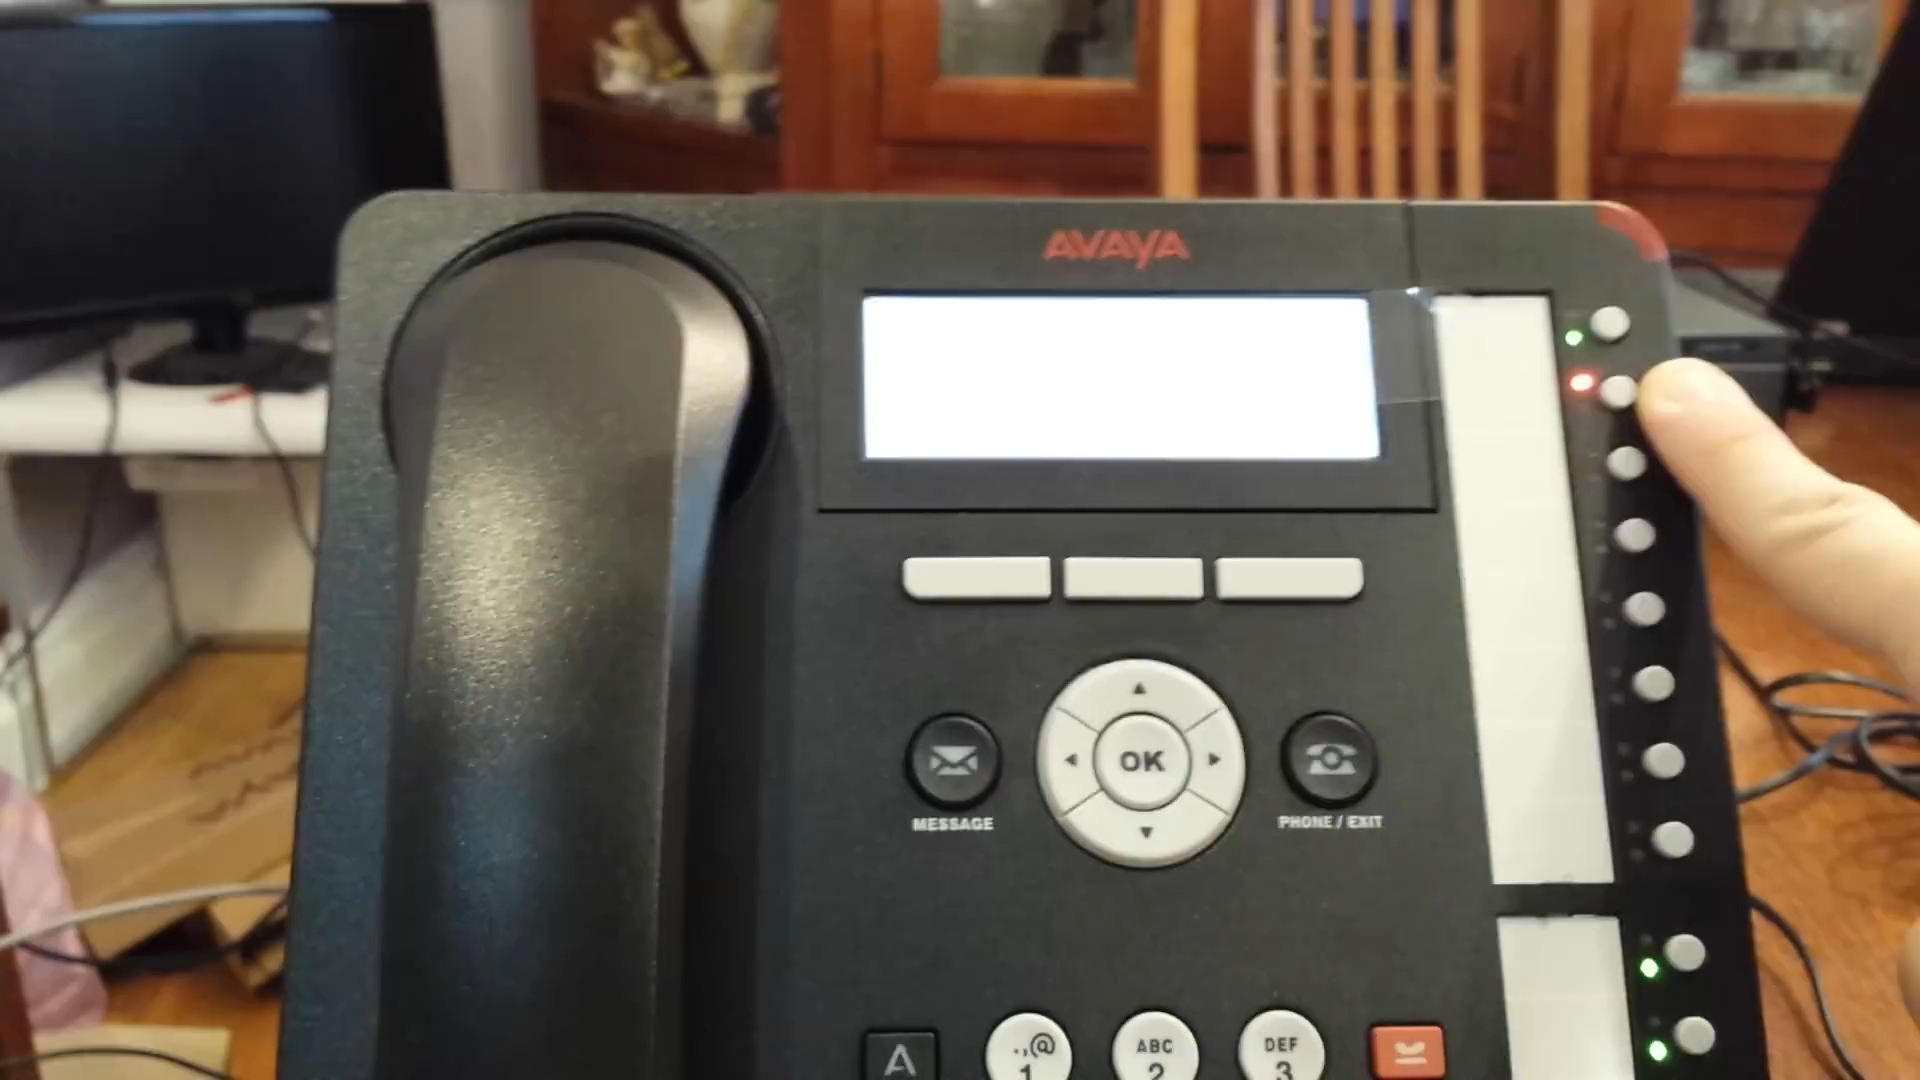 AVAYA
OK
MESSAGE
PHONE / EXIT
A
.,@
1
ABC
2
DEF
3